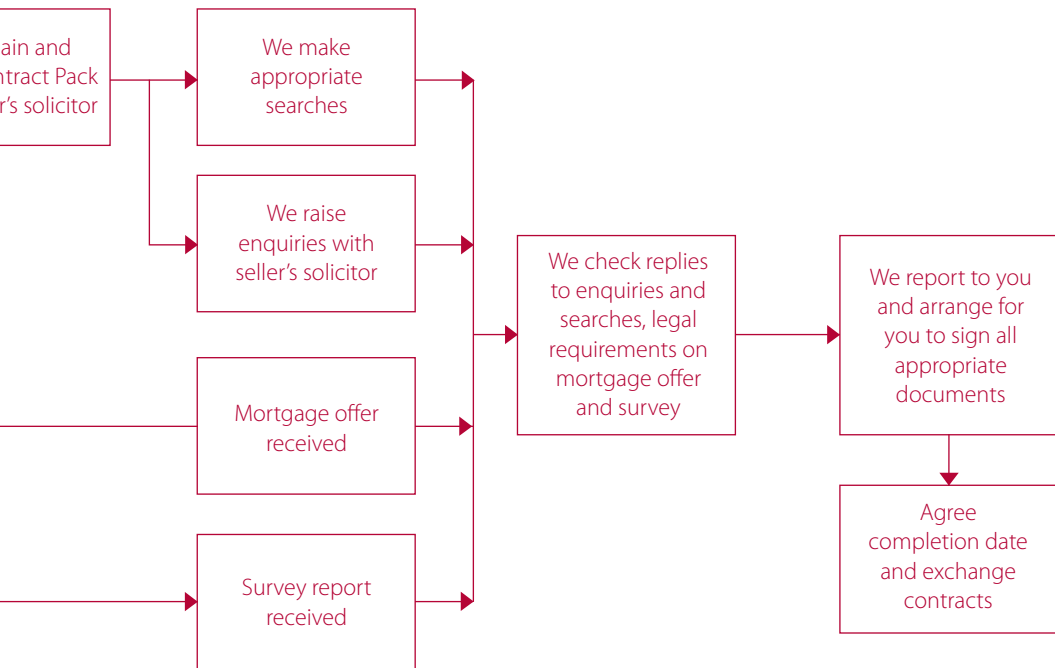 and
Pack
solicitor
We make
appropriate
searches
We raise
enquiries with
seller's solicitor
Mortgage offer
received
Survey report
received
We check replies
to enquiries and
searches, legal
requirements on
mortgage offer
and survey
We report to you
and arrange for
you to sign all
appropriate
documents
Agree
completion date
and exchange
contracts